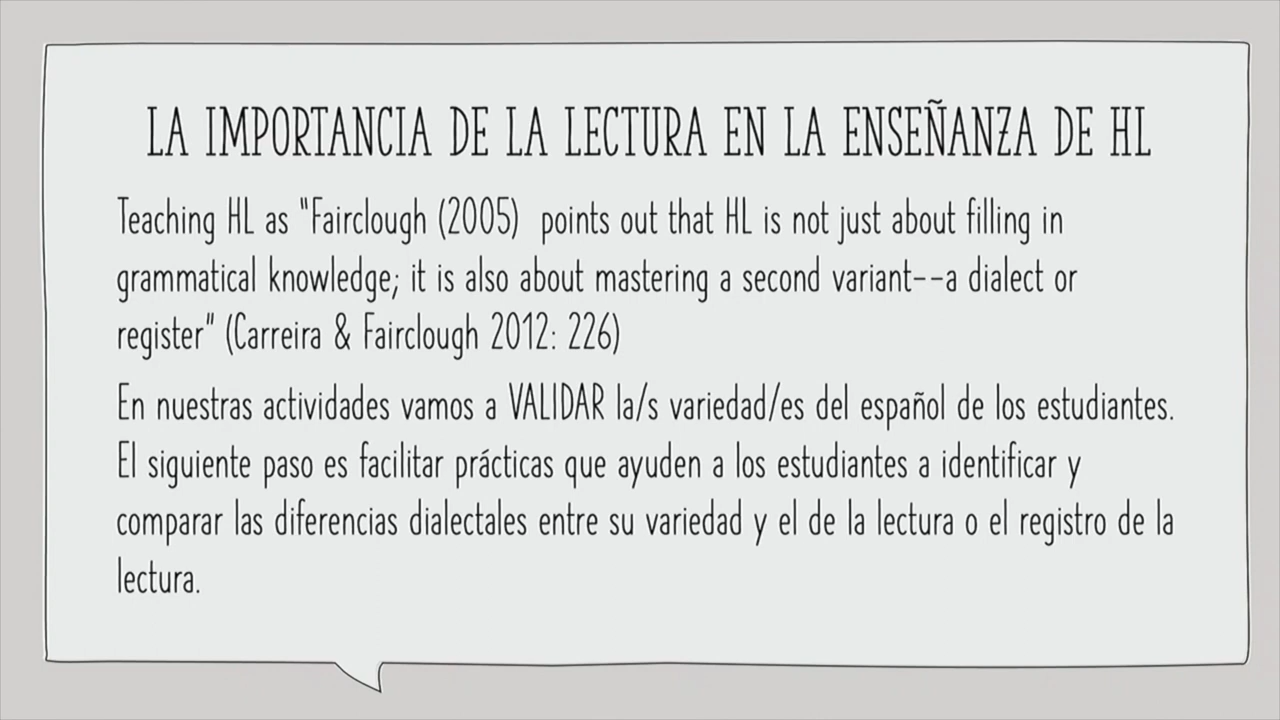 LA IMPORTANCIA DE LA LECTURA EN LA ENSEÑANZA DE HL
Teaching HL as "Fairclough (2005) points out that HL is not just about filling in
grammatical knowledge; it is also about mastering a second variant--a dialect or
register" (Carreira & Fairclough 2012: 226)
En nuestras actividades vamos a VALIDAR la/s variedad/es del español de los estudiantes.
El siguiente paso es facilitar prácticas que ayuden a los estudiantes a identificar y
comparar las diferencias dialectales entre su variedad y el de la lectura o el registro de la
lectura.